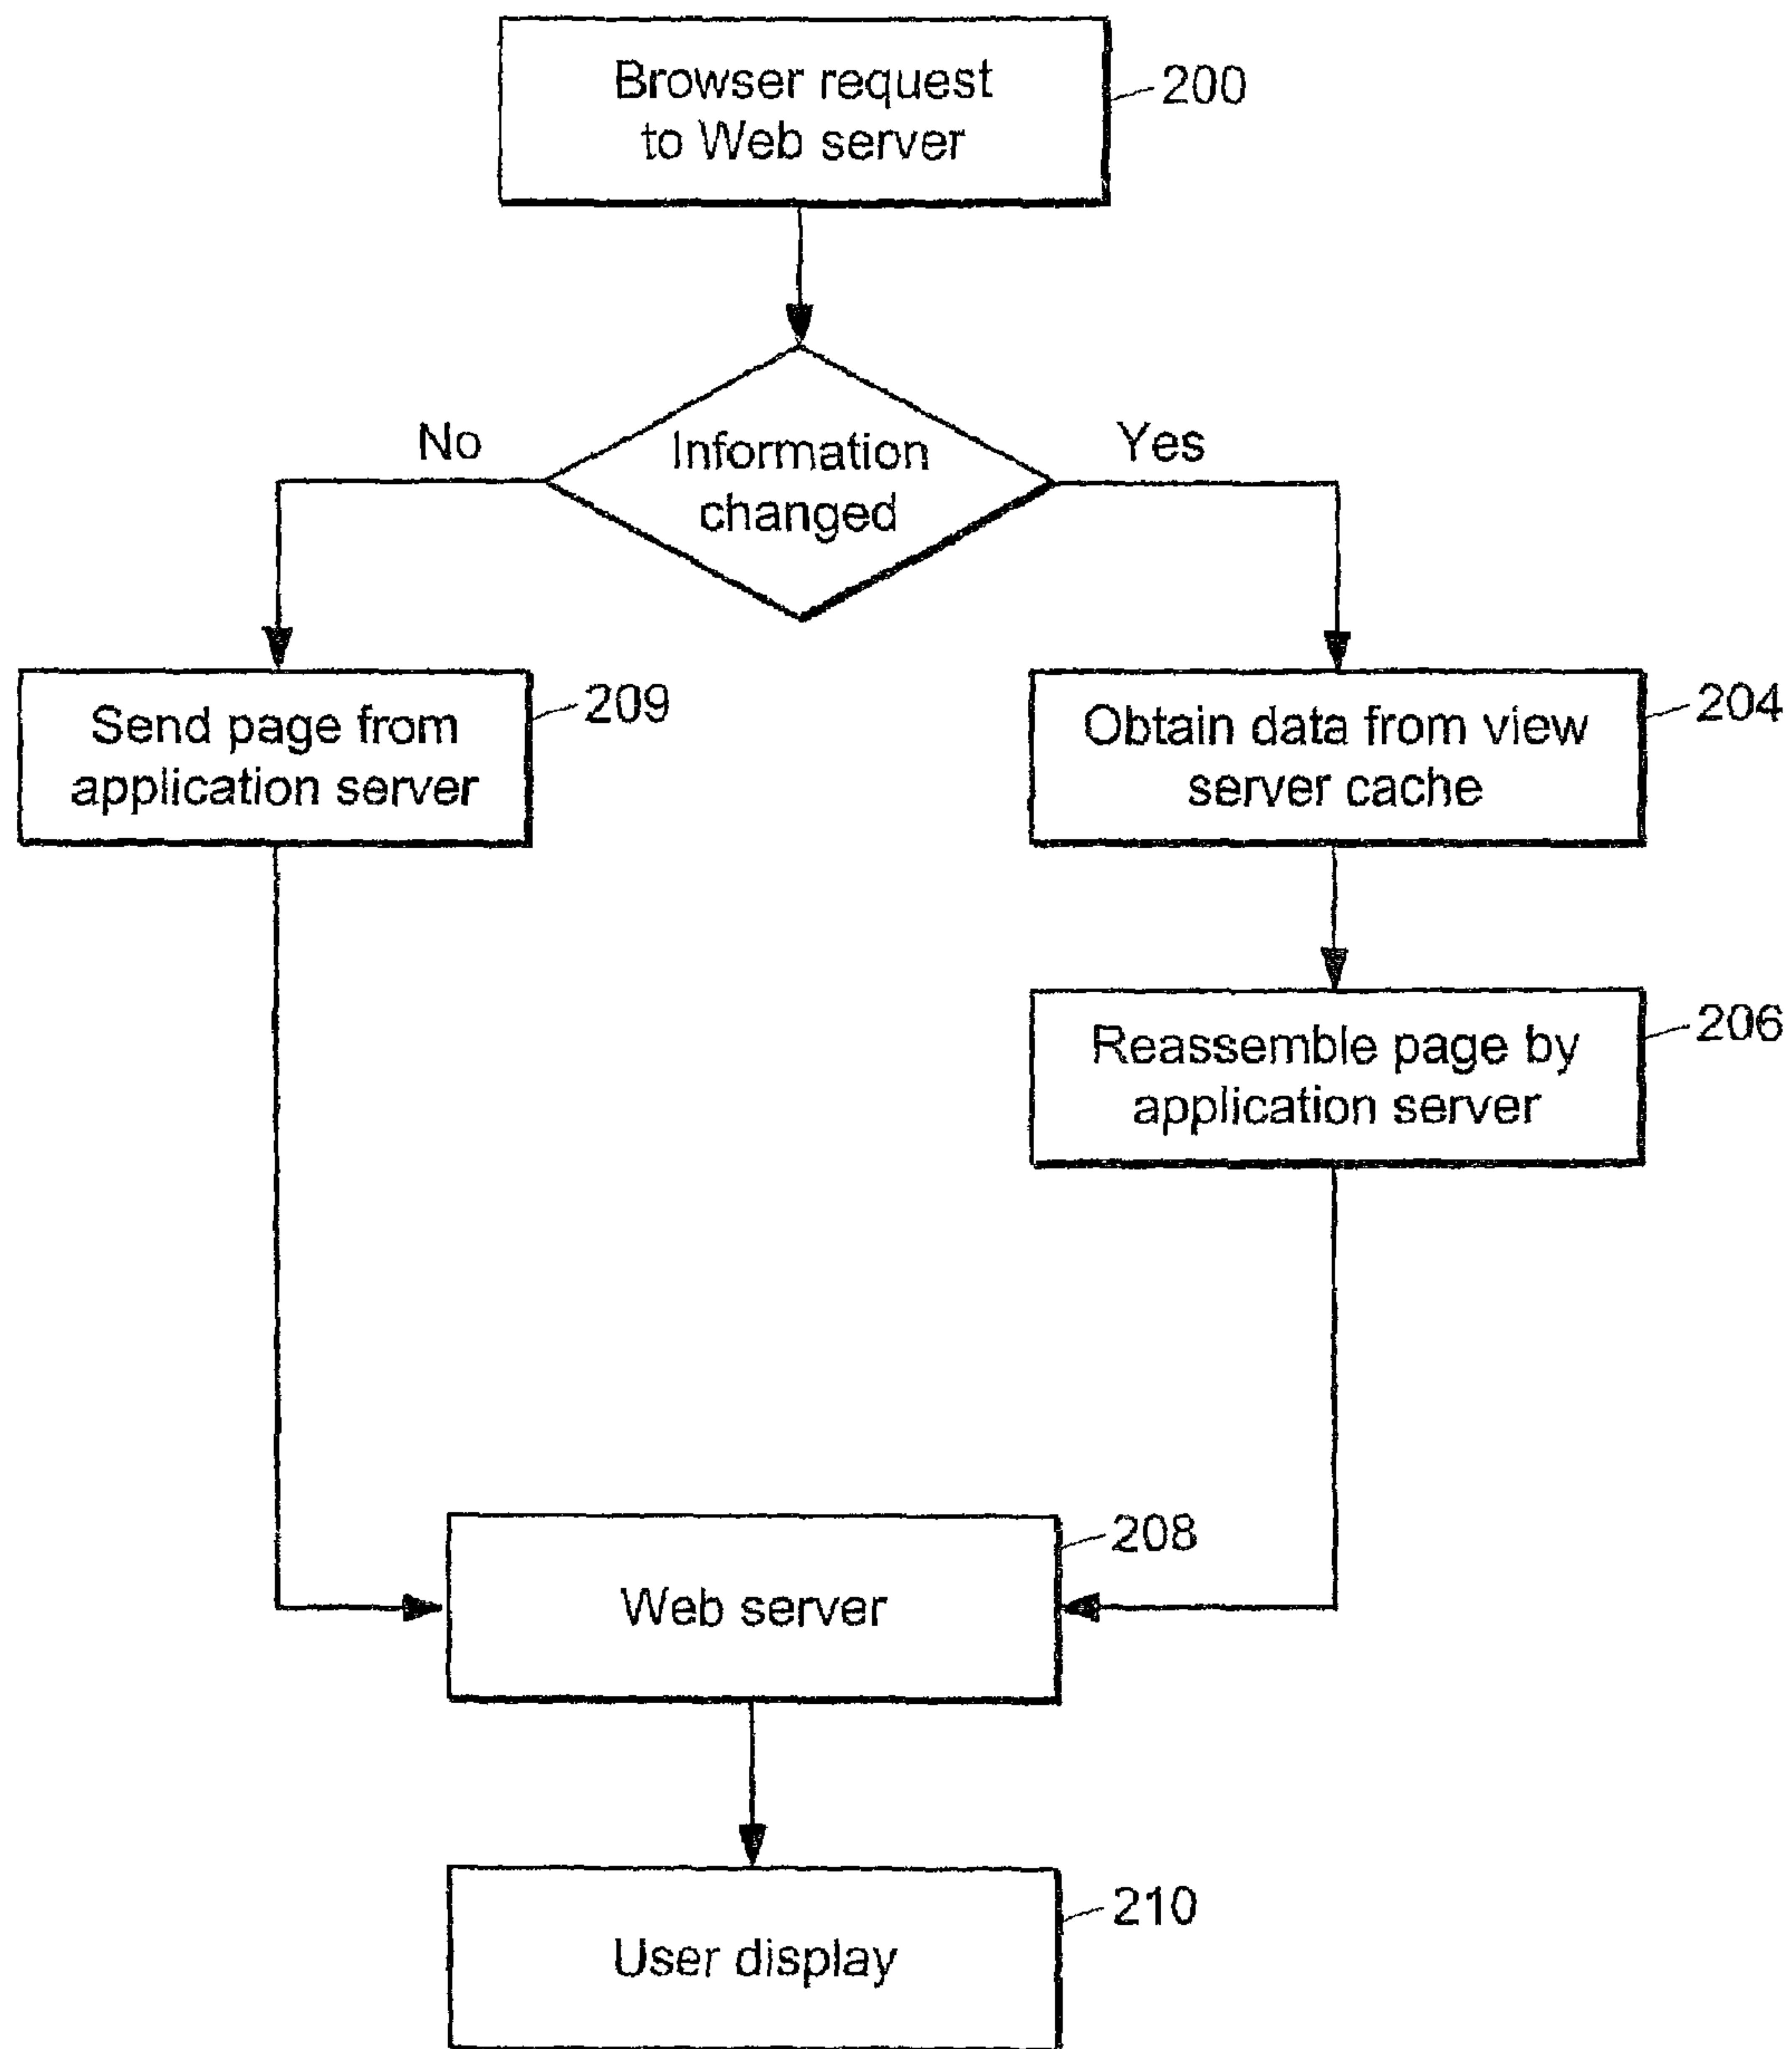 Browser request
to Web server
200
No
Information
changed
Yes
Send page from
application server
209
Obtain data from view
server cache
204
Reassemble page by
application server
206
Web server
208
User display
210